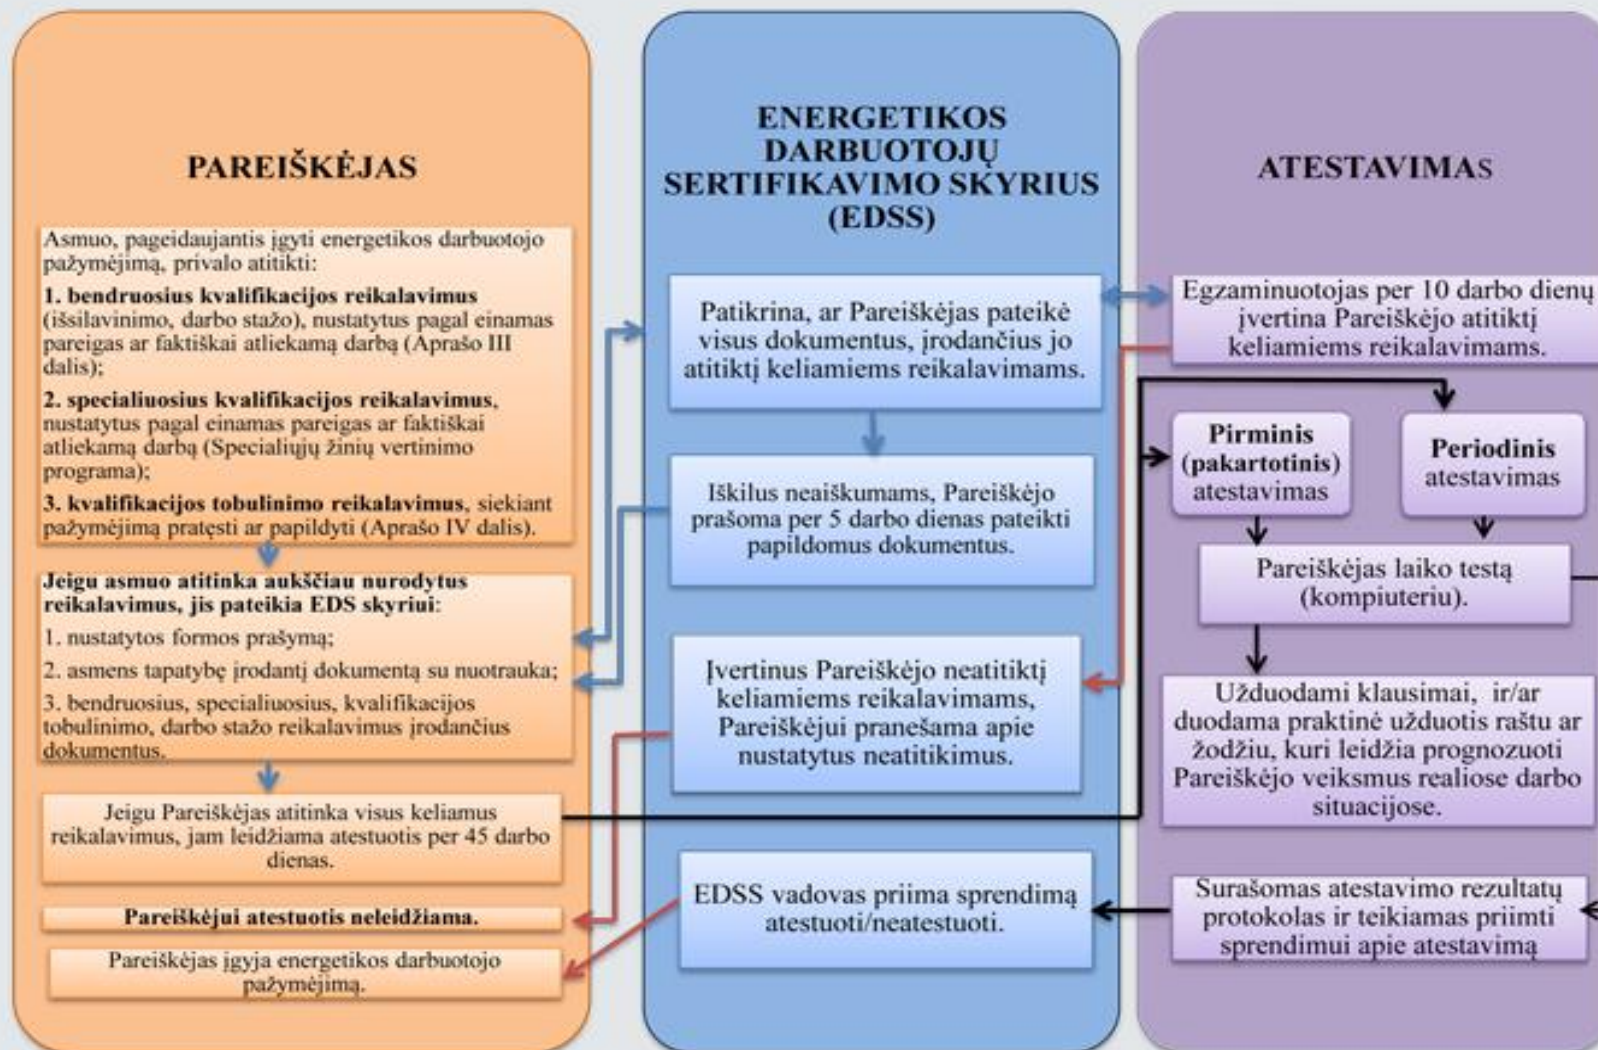 PAREIŠKĖJAS
Asmuo, pageidaujantis įgyti energetikos darbuotojo
pažymėjimą, privalo atitikti:
1. bendruosius kvalifikacijos reikalavimus
(išsilavinimo, darbo stažo), nustatytus pagal einamas
pareigas ar faktiškai atliekamą darbą (Aprašo III
dalis);
2. specialiuosius kvalifikacijos reikalavimus,
nustatytus pagal einamas pareigas ar faktiškai
atliekamą darbą (Specialiųjų žinių vertinimo
programa);
3. kvalifikacijos tobulinimo reikalavimus, siekiant
pažymėjimą pratęsti ar papildyti (Aprašo IV dalis).
Jeigu asmuo atitinka aukščiau nurodytus
reikalavimus, jis pateikia EDS skyriui:
1. nustatytos formos prašymą;
2. asmens tapatybę įrodantį dokumentą su nuotrauka;
3. bendruosius, specialiuosius, kvalifikacijos
tobulinimo, darbo stažo reikalavimus įrodančius
dokumentus.
Jeigu Pareiškėjas atitinka visus keliamus
reikalavimus, jam leidžiama atestuotis per 45 darbo
dienas.
Pareiškėjui atestuotis neleidžiama.
Pareiškėjas įgyja energetikos darbuotojo
pažymėjimą.
ENERGETIKOS
DARBUOTOJŲ
SERTIFIKAVIMO SKYRIUS
(EDSS)
Patikrina, ar Pareiškėjas pateikė
visus dokumentus, įrodančius jo
atitiktį keliamiems reikalavimams.
Iškilus neaiškumams, Pareiškėjo
prašoma per 5 darbo dienas pateikti
papildomus dokumentus.
Įvertinus Pareiškėjo neatitiktį
keliamiems reikalavimams,
Pareiškėjui pranešama apie
nustatytus neatitikimus.
EDSS vadovas priima sprendimą
atestuoti/neatestuoti.
ATESTAVIMAS
Egzaminuotojas per 10 darbo dienų
įvertina Pareiškėjo atitiktį
keliamiems reikalavimams.
Pirminis
(pakartotinis)
atestavimas
Periodinis
atestavimas
Pareiškėjas laiko testą
(kompiuteriu).
Užduodami klausimai, ir/ar
duodama praktinė užduotis raštu ar
žodžiu, kuri leidžia prognozuoti
Pareiškėjo veiksmus realiose darbo
situacijose.
Surašomas atestavimo rezultatų
protokolas ir teikiamas priimti
sprendimui apie atestavimą